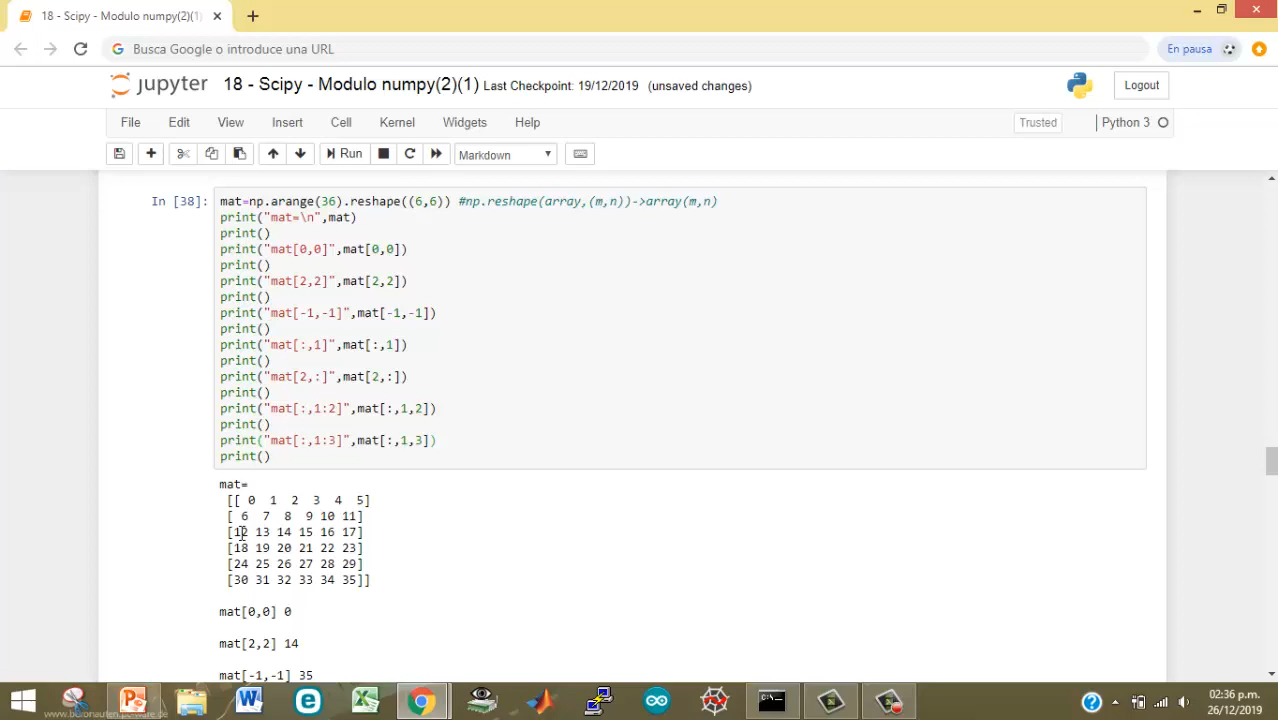 18 - Scipy - Modulo numpy(2)(1)
Busca Google o introduce una URL
En pausa
jupyter 18 - Scipy - Modulo numpy(2)(1) Last Checkpoint: 19/12/2019 (unsaved changes)
Logout
File Edit View Insert Cell Kernel Widgets Help
Trusted
Python 3
Run
Markdown
In [38]: mat=np.arange(36).reshape((6,6)) #np.reshape(array,(m,n))->array(m,n)
print("mat=\n",mat)
print()
print("mat[0,0]",mat[0,0])
print()
print("mat[2,2]",mat[2,2])
print()
print("mat[-1,-1]",mat[-1,-1])
print()
print("mat[:,1]",mat[:,1])
print()
print("mat[2,:]",mat[2,:])
print()
print("mat[:,1:2]",mat[:,1,2])
print()
print("mat[:,1:3]",mat[:,1,3])
print()
mat=
[[ 0 1 2 3 4 5]
[ 6 7 8 9 10 11]
[12 13 14 15 16 17]
[18 19 20 21 22 23]
[24 25 26 27 28 29]
[30 31 32 33 34 35]]
mat[0,0] 0
mat[2,2] 14
mat[-1,-1] 35
02:36 p.m.
26/12/2019